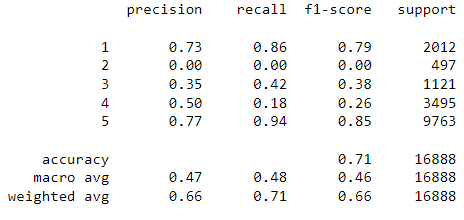 precision recall f1-score support
1 0.73 0.86 0.79 2012
2 0.00 0.00 0.00 497
3 0.35 0.42 0.38 1121
4 0.50 0.18 0.26 3495
5 0.77 0.94 0.85 9763
accuracy 0.71 16888
macro avg 0.47 0.48 0.46 16888
weighted avg 0.66 0.71 0.66 16888